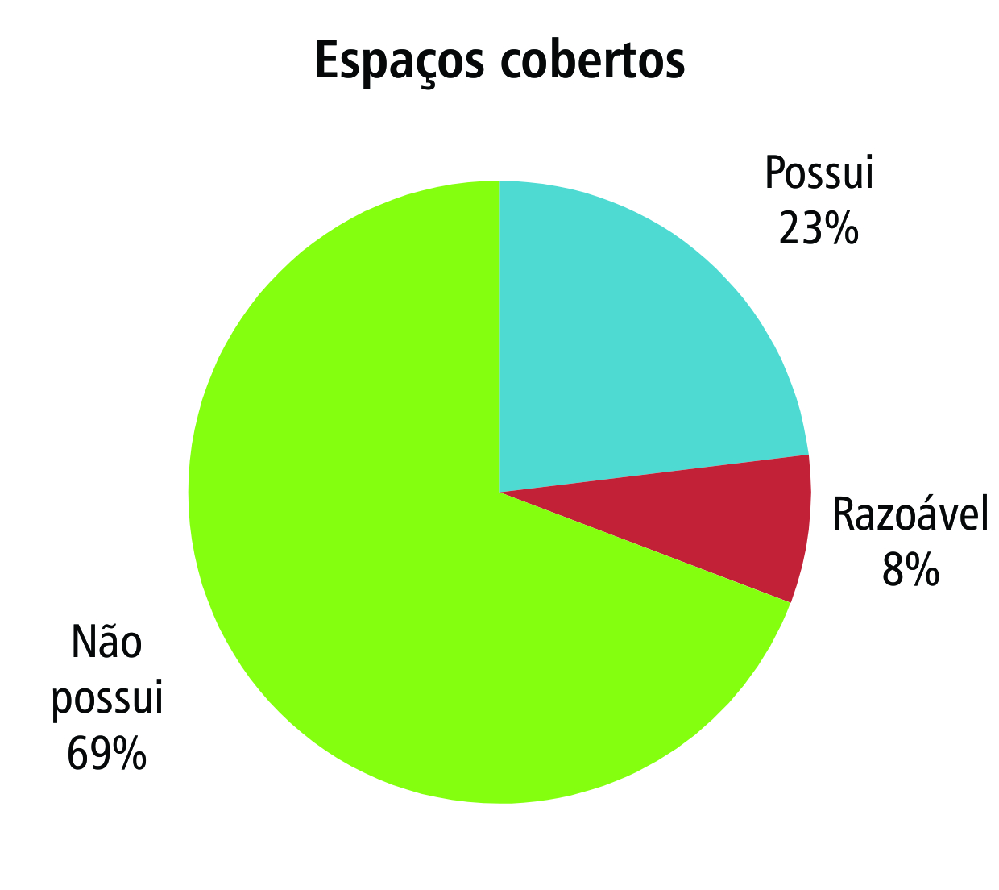 Espaços cobertos
Possui
23%
Razoável
8%
Não
possui
69%